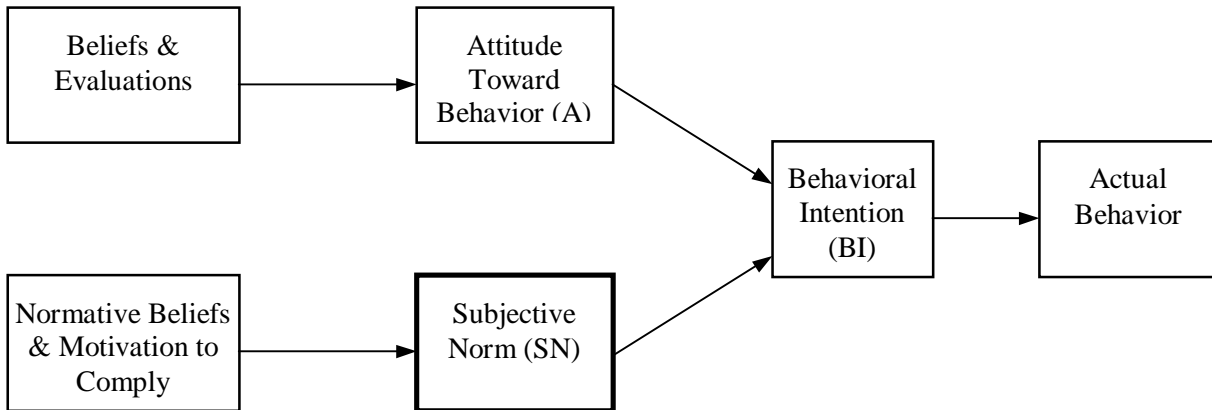 Beliefs &
Evaluations
Attitude
Toward
Behavior (A)
Normative Beliefs
& Motivation to
Comply
Subjective
Norm (SN)
Behavioral
Intention
(BI)
Actual
Behavior